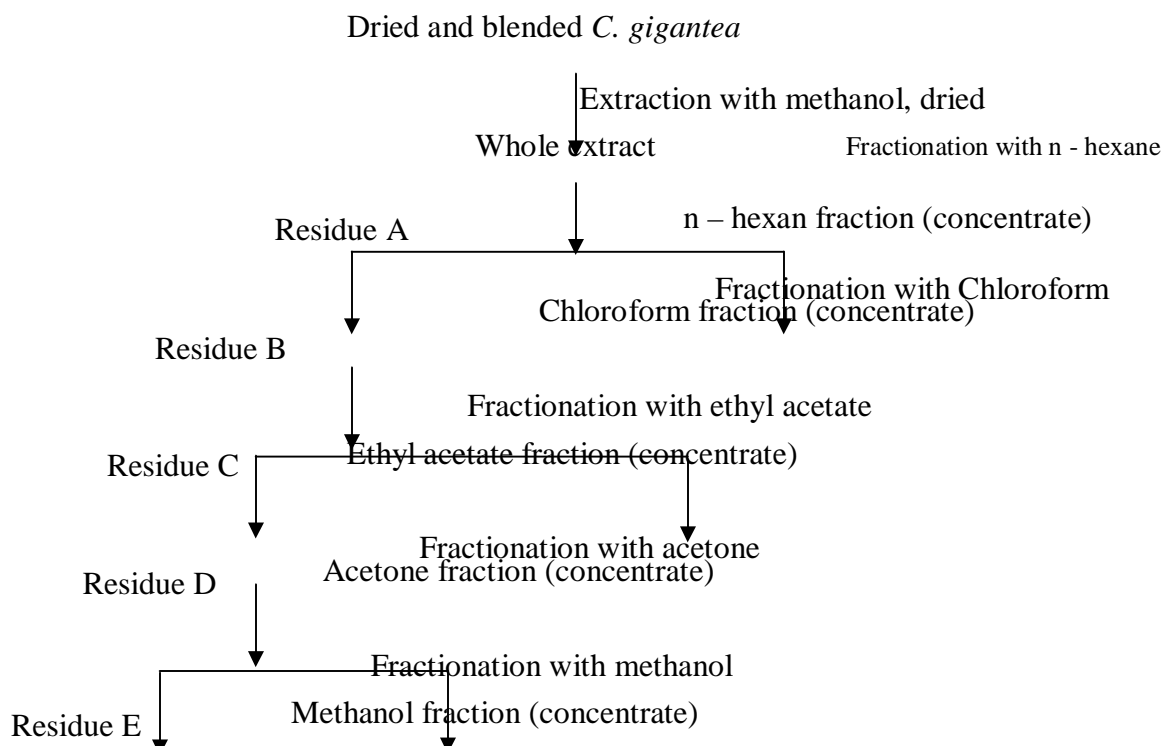 Dried and blended C. gigantea
Extraction with methanol, dried
Whole extract
Fractionation with n - hexane
n – hexan fraction (concentrate)
Residue A
Fractionation with Chloroform
Chloroform fraction (concentrate)
Residue B
Fractionation with ethyl acetate
Ethyl acetate fraction (concentrate)
Residue C
Fractionation with acetone
Acetone fraction (concentrate)
Residue D
Fractionation with methanol
Methanol fraction (concentrate)
Residue E